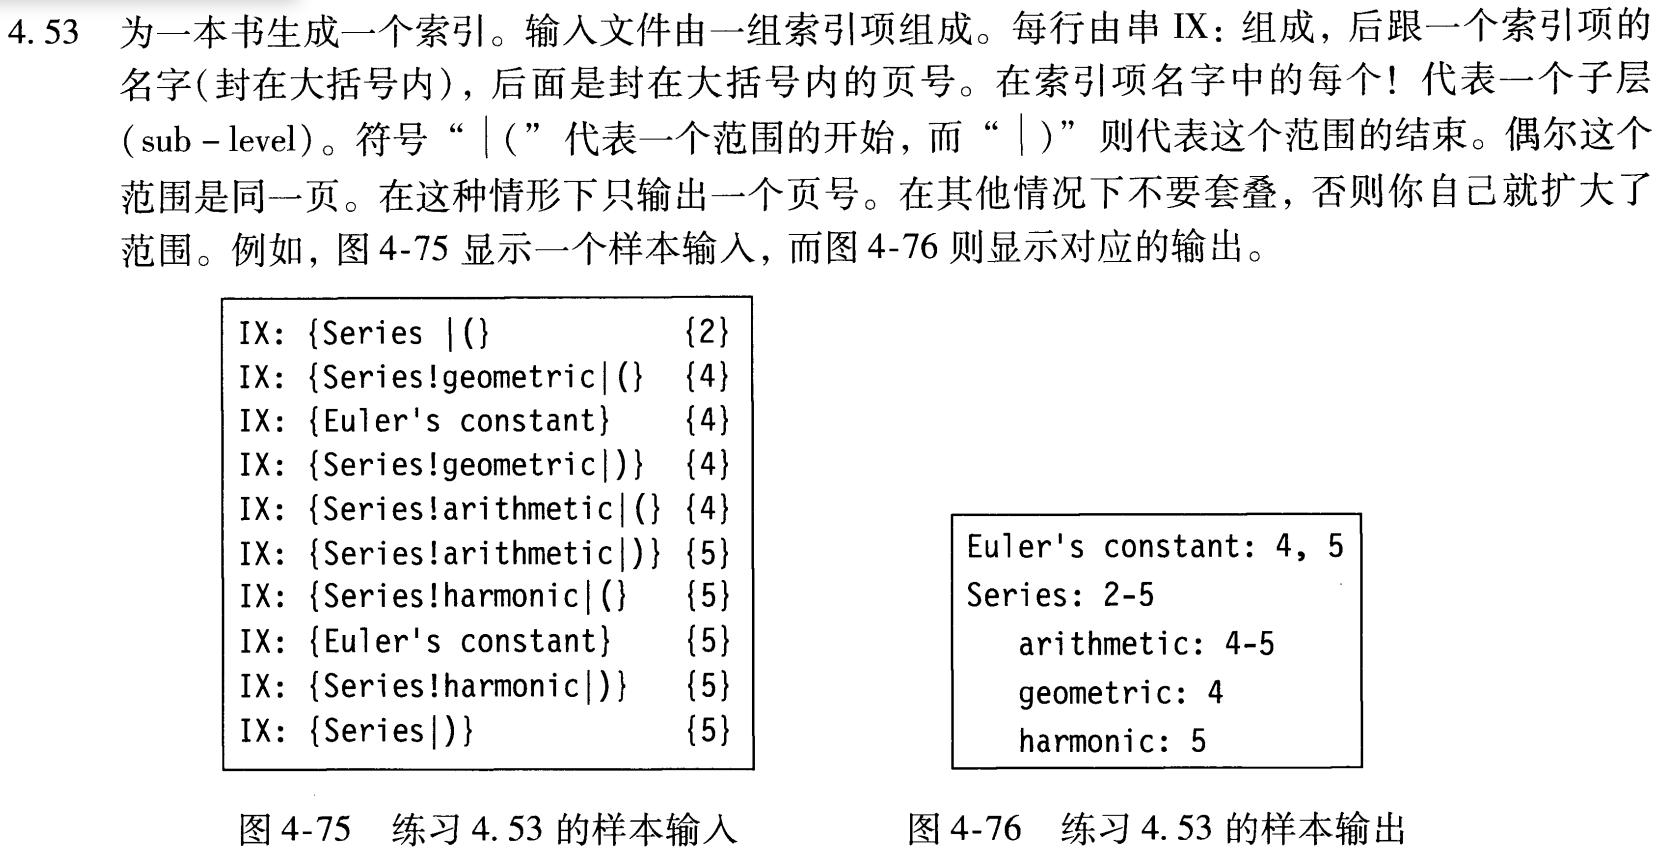 4.53 为一本书生成一个索引。输入文件由一组索引项组成。每行由串 IX: 组成，后跟一个索引项的
名字(封在大括号内)，后面是封在大括号内的页号。在索引项名字中的每个！代表一个子层
(sub-level)。符号“|(”代表一个范围的开始，而“|)”则代表这个范围的结束。偶尔这个
范围是同一页。在这种情形下只输出一个页号。在其他情况下不要套叠，否则你自己就扩大了
范围。例如，图 4-75 显示一个样本输入，而图 4-76 则显示对应的输出。
IX: {Series |(} {2}
IX: {Series!geometric|(} {4}
IX: {Euler's constant} {4}
IX: {Series!geometric|)} {4}
IX: {Series!arithmetic|(} {4}
IX: {Series!arithmetic|)} {5}
IX: {Series!harmonic|(} {5}
IX: {Euler's constant} {5}
IX: {Series!harmonic|)} {5}
IX: {Series|)} {5}
图 4-75 练习 4.53 的样本输入
Euler's constant: 4, 5
Series: 2-5
arithmetic: 4-5
geometric: 4
harmonic: 5
图 4-76 练习 4.53 的样本输出